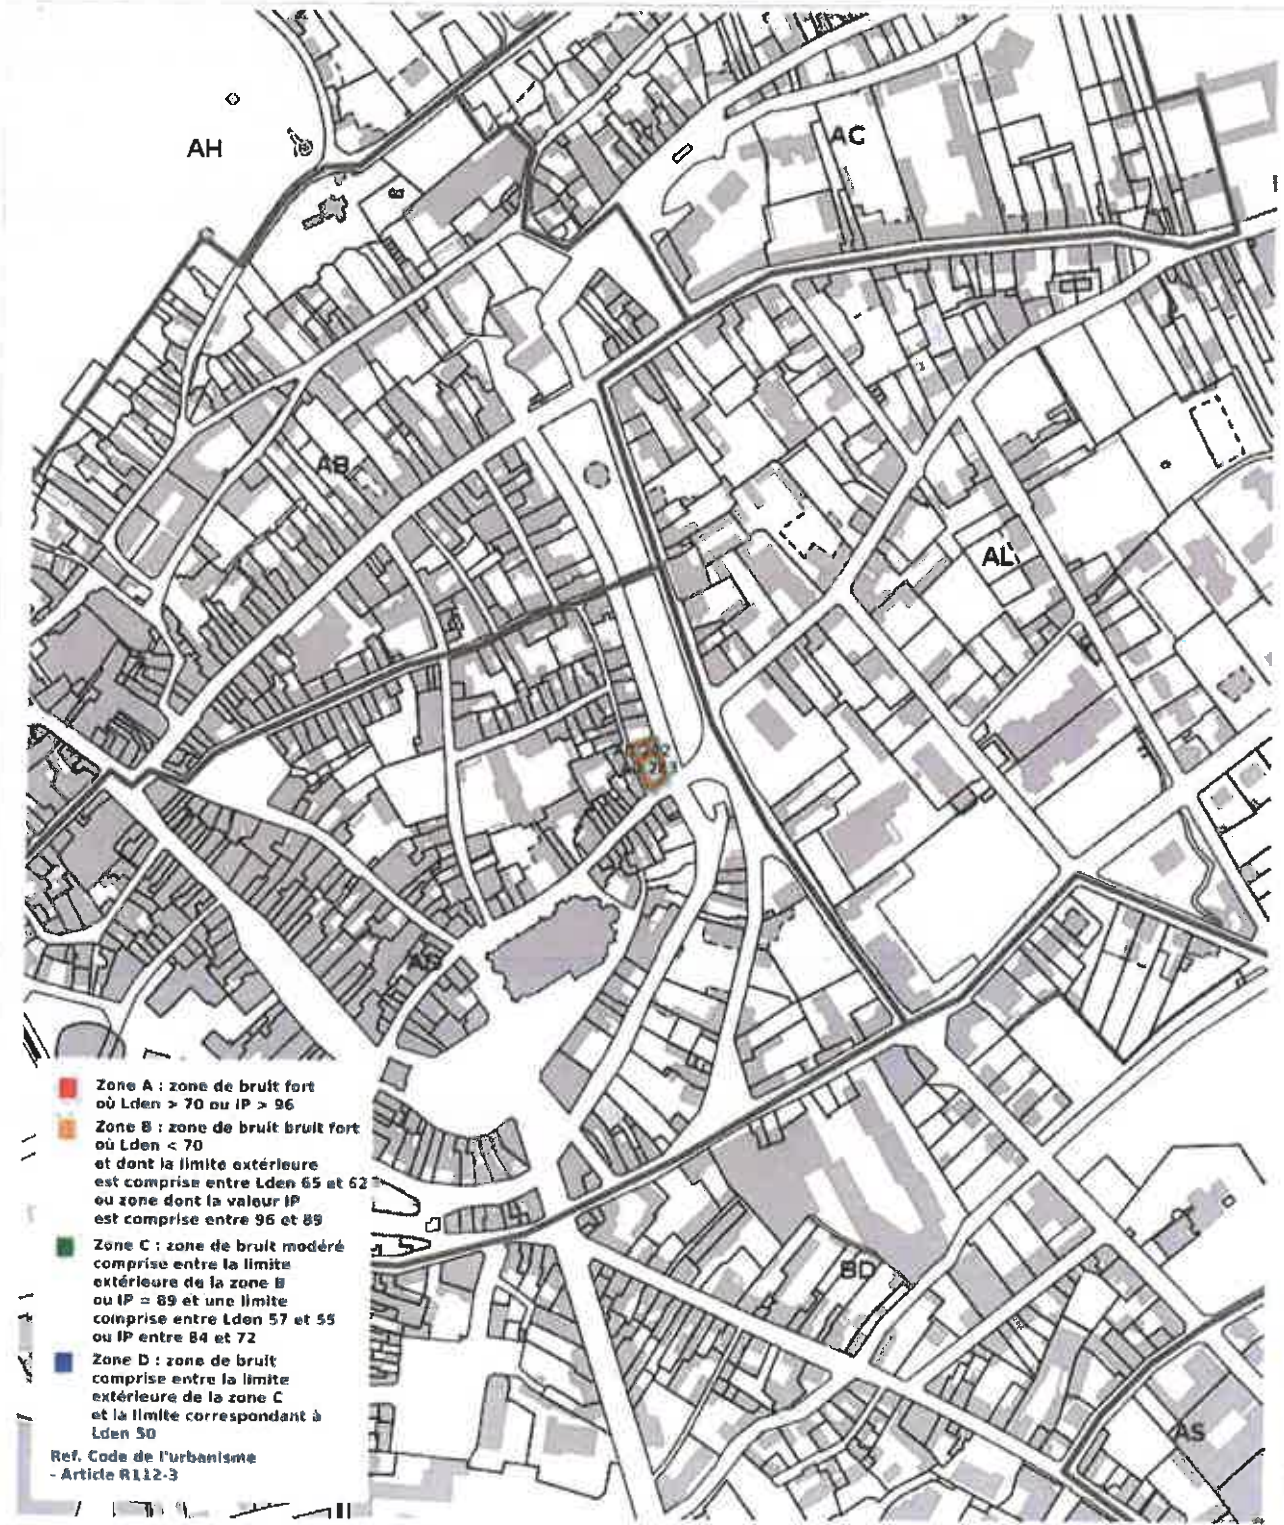 AH
AC
AB
AL
BD
AS
Zone A : zone de bruit fort
où Lden > 70 ou IP > 96
Zone B : zone de bruit bruit fort
où Lden < 70
et dont la limite extérieure
est comprise entre Lden 65 et 62
ou zone dont la valeur IP
est comprise entre 96 et 89
Zone C : zone de bruit modéré
comprise entre la limite
extérieure de la zone B
ou IP = 89 et une limite
comprise entre Lden 57 et 55
ou IP entre 84 et 72
Zone D : zone de bruit
comprise entre la limite
extérieure de la zone C
et la limite correspondant à
Lden 50
Ref. Code de l'urbanisme
- Article R112-3